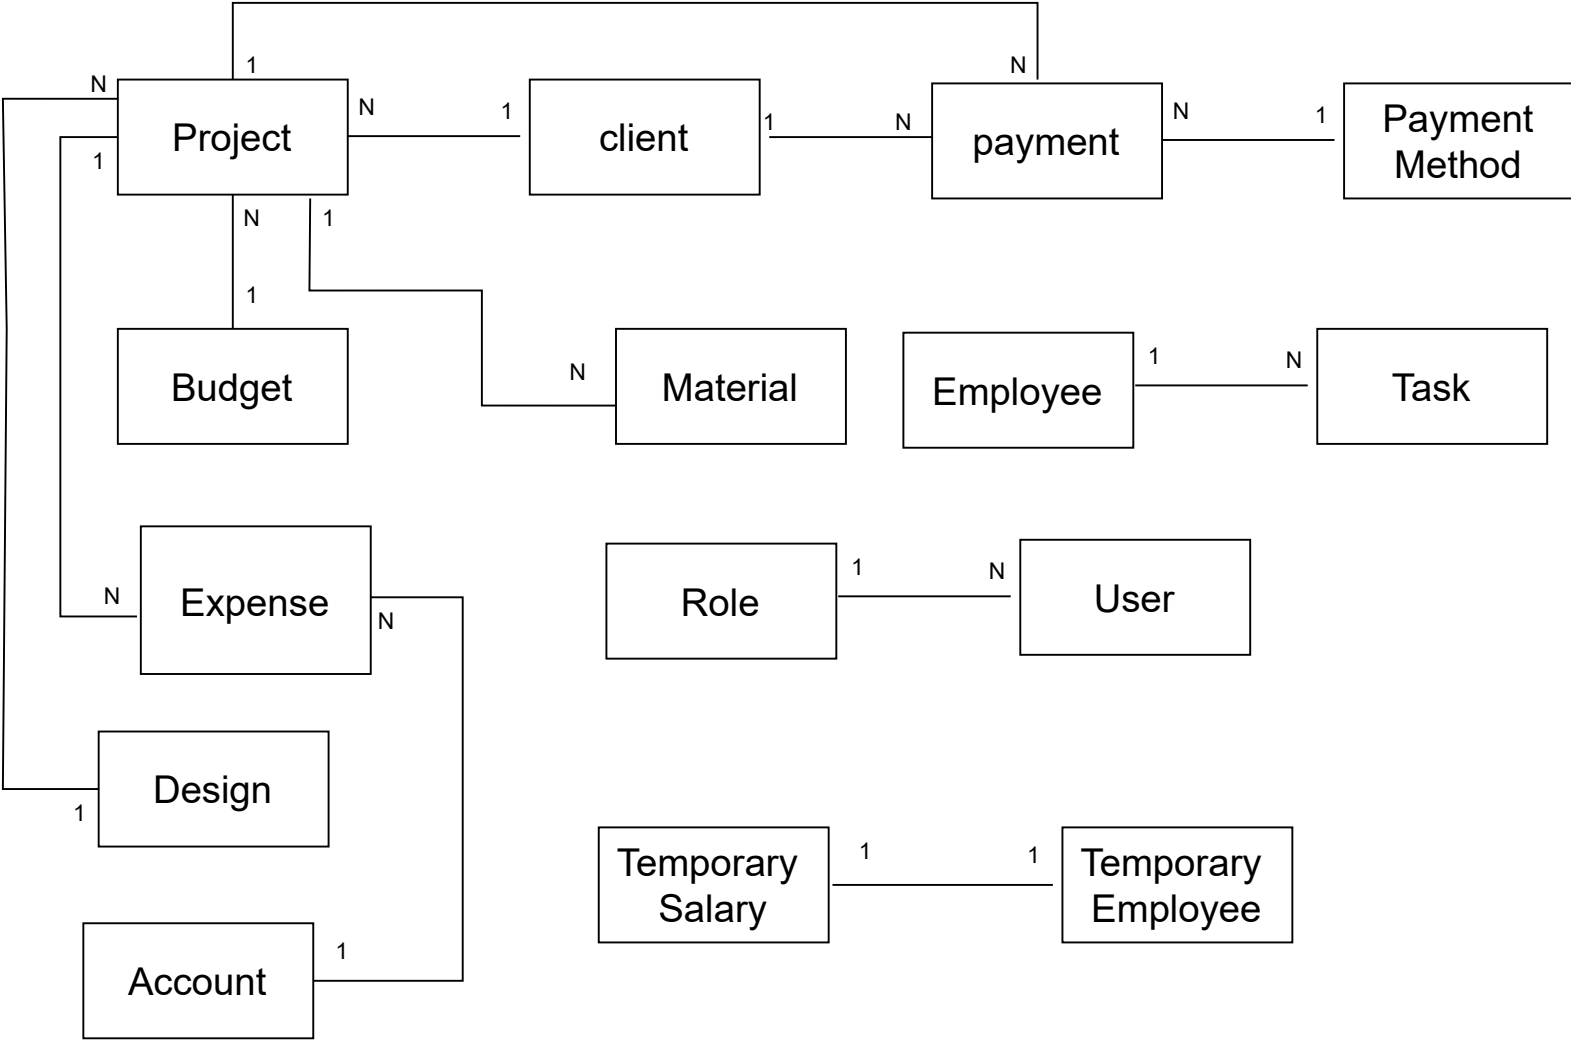 1
N
N
N
1
N
1
Project
client
1
N
payment
Payment
Method
1
N
1
1
Budget
N
Material
Employee
1
N
Task
N
Expense
N
Role
1
N
User
Design
1
Temporary
Salary
1
1
Temporary
Employee
1
Account